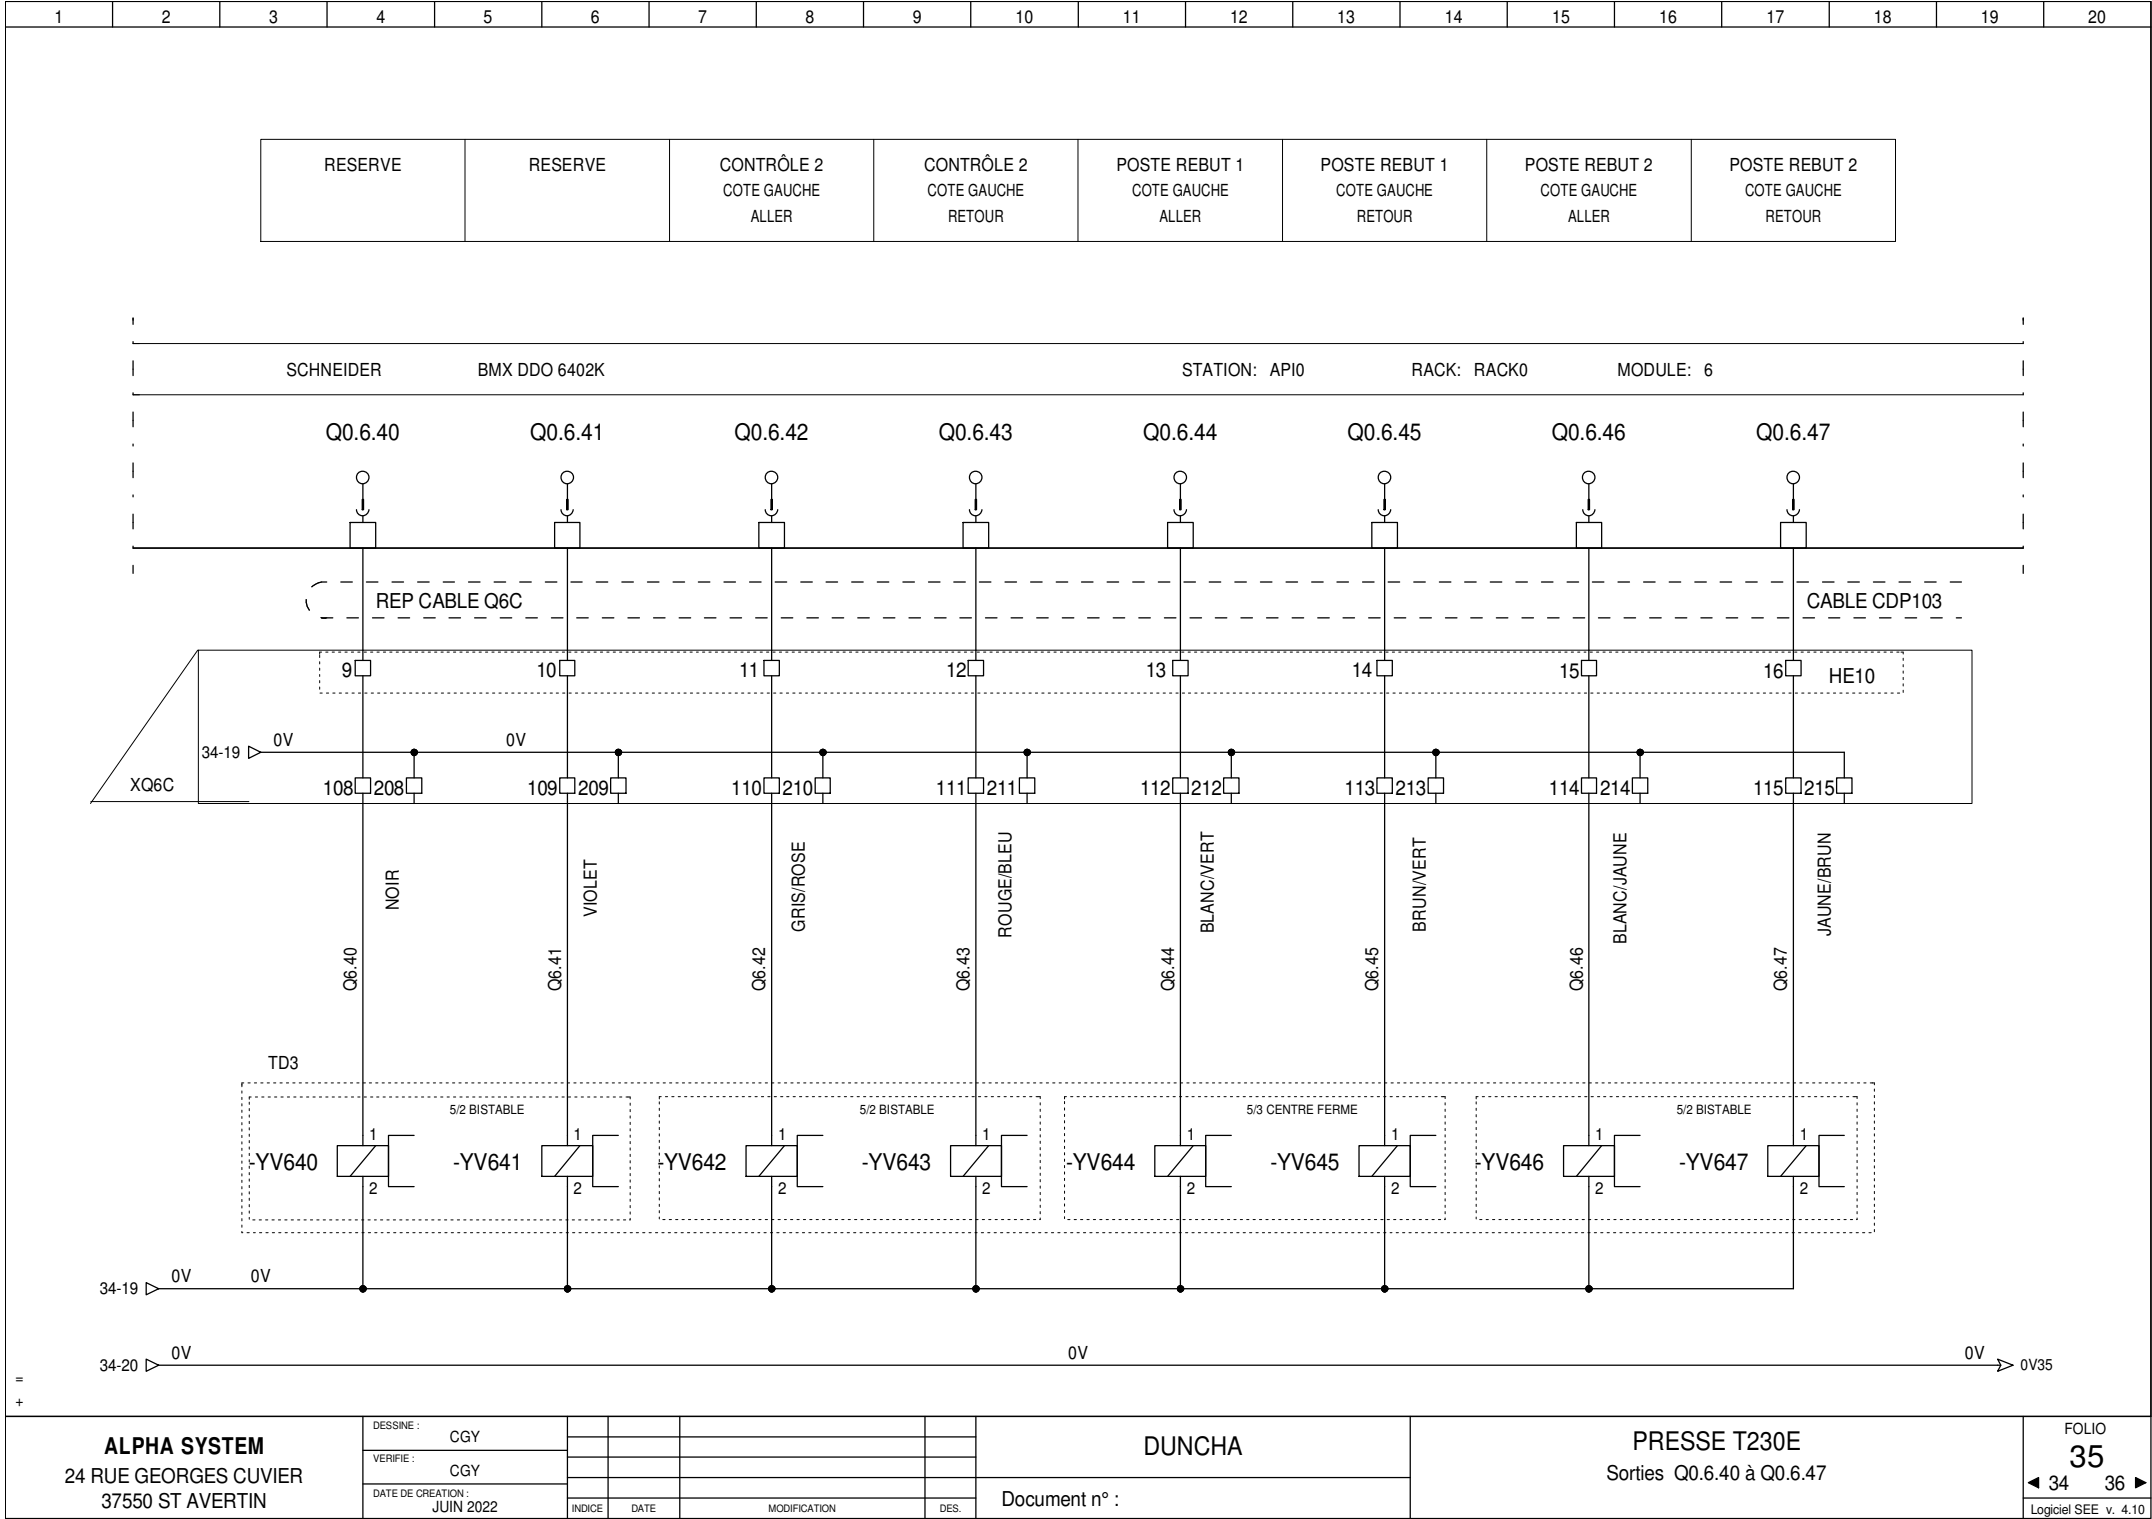 1 2 3 4 5 6 7 8 9 10 11 12 13 14 15 16 17 18 19 20
RESERVE RESERVE CONTRÔLE 2 CONTRÔLE 2 POSTE REBUT 1 POSTE REBUT 1 POSTE REBUT 2 POSTE REBUT 2
COTE GAUCHE COTE GAUCHE COTE GAUCHE COTE GAUCHE COTE GAUCHE COTE GAUCHE
ALLER RETOUR ALLER RETOUR ALLER RETOUR
SCHNEIDER BMX DDO 6402K STATION: API0 RACK: RACK0 MODULE: 6
Q0.6.40 Q0.6.41 Q0.6.42 Q0.6.43 Q0.6.44 Q0.6.45 Q0.6.46 Q0.6.47
REP CABLE Q6C CABLE CDP103
9 10 11 12 13 14 15 16 HE10
34-19 0V 0V
XQ6C 108 208 109 209 110 210 111 211 112 212 113 213 114 214 115 215
NOIR VIOLET GRIS/ROSE ROUGE/BLEU BLANC/VERT BRUN/VERT BLANC/JAUNE JAUNE/BRUN
Q6.40 Q6.41 Q6.42 Q6.43 Q6.44 Q6.45 Q6.46 Q6.47
TD3
5/2 BISTABLE 5/2 BISTABLE 5/3 CENTRE FERME 5/2 BISTABLE
1 1 1 1 1 1 1 1
-YV640 -YV641 -YV642 -YV643 -YV644 -YV645 -YV646 -YV647
2 2 2 2 2 2 2 2
34-19 0V 0V
34-20 0V 0V 0V 0V35
=
+
ALPHA SYSTEM
24 RUE GEORGES CUVIER
37550 ST AVERTIN
DESSINE : CGY
VERIFIE : CGY
DATE DE CREATION : JUIN 2022
INDICE DATE MODIFICATION DES.
DUNCHA
Document n° :
PRESSE T230E
Sorties Q0.6.40 à Q0.6.47
FOLIO
35
34 36
Logiciel SEE v. 4.10